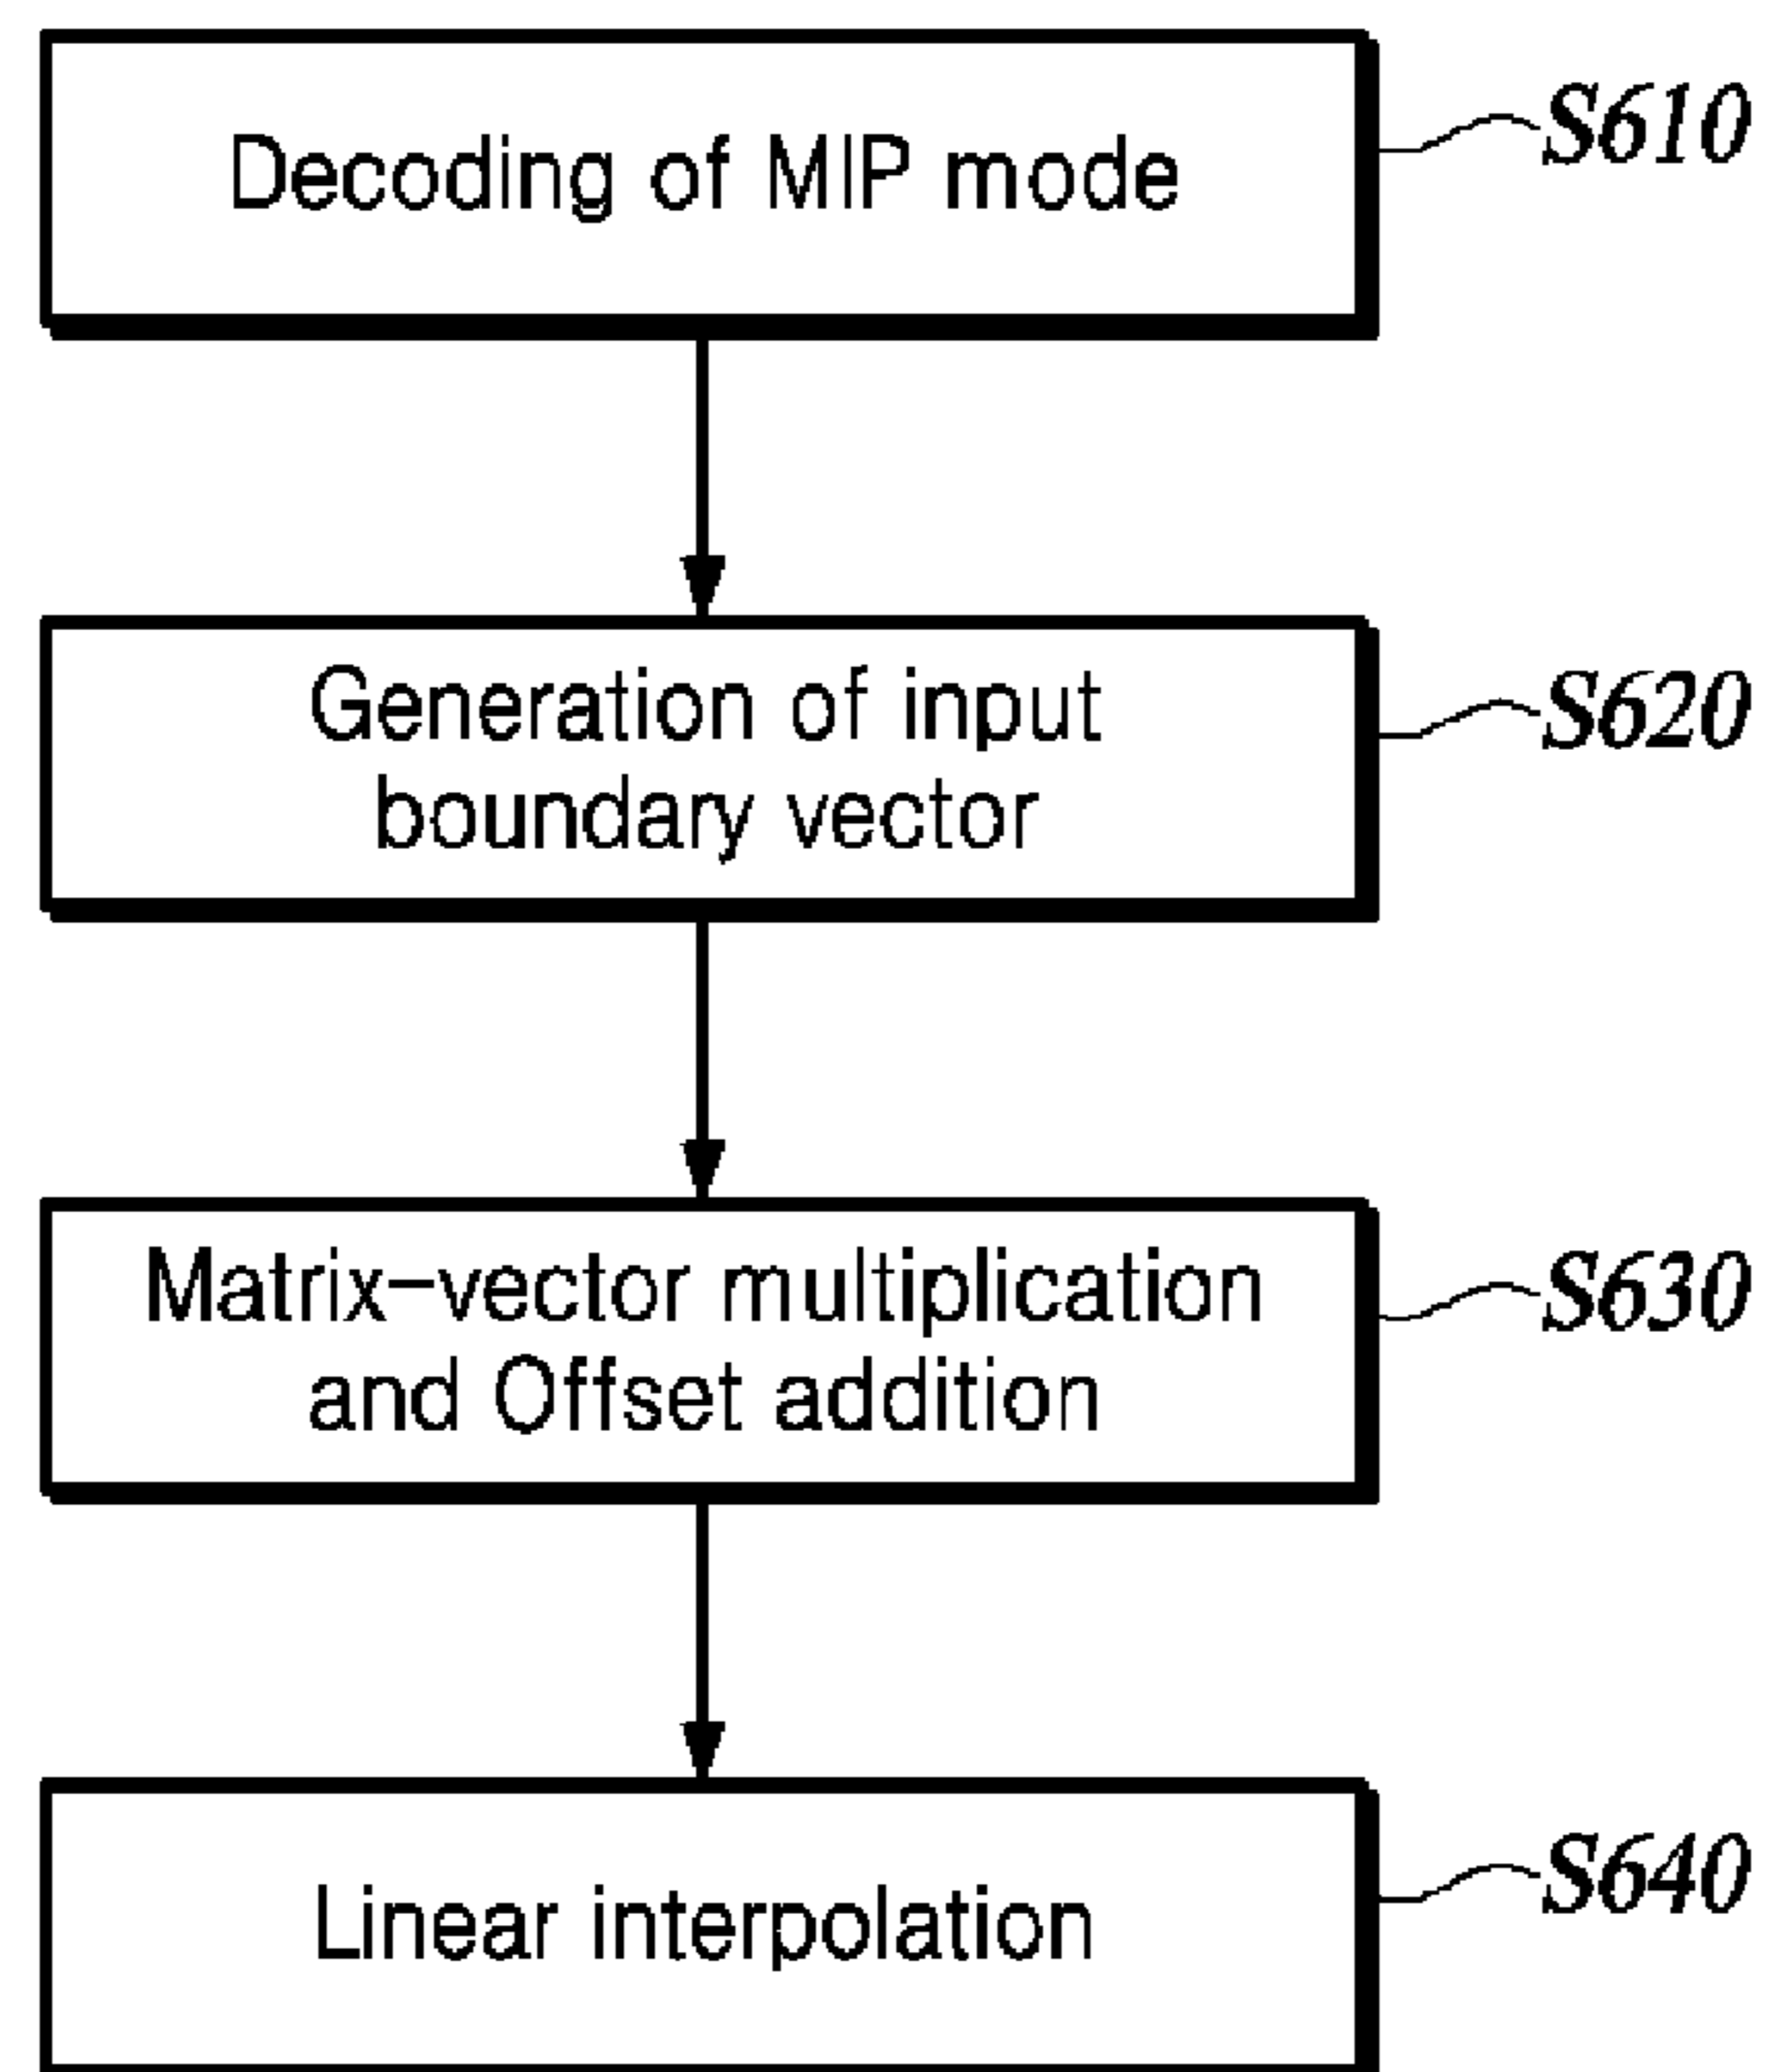 Decoding of MIP mode
S610
Generation of input
boundary vector
S620
Matrix-vector multiplication
and Offset addition
S630
Linear interpolation
S640